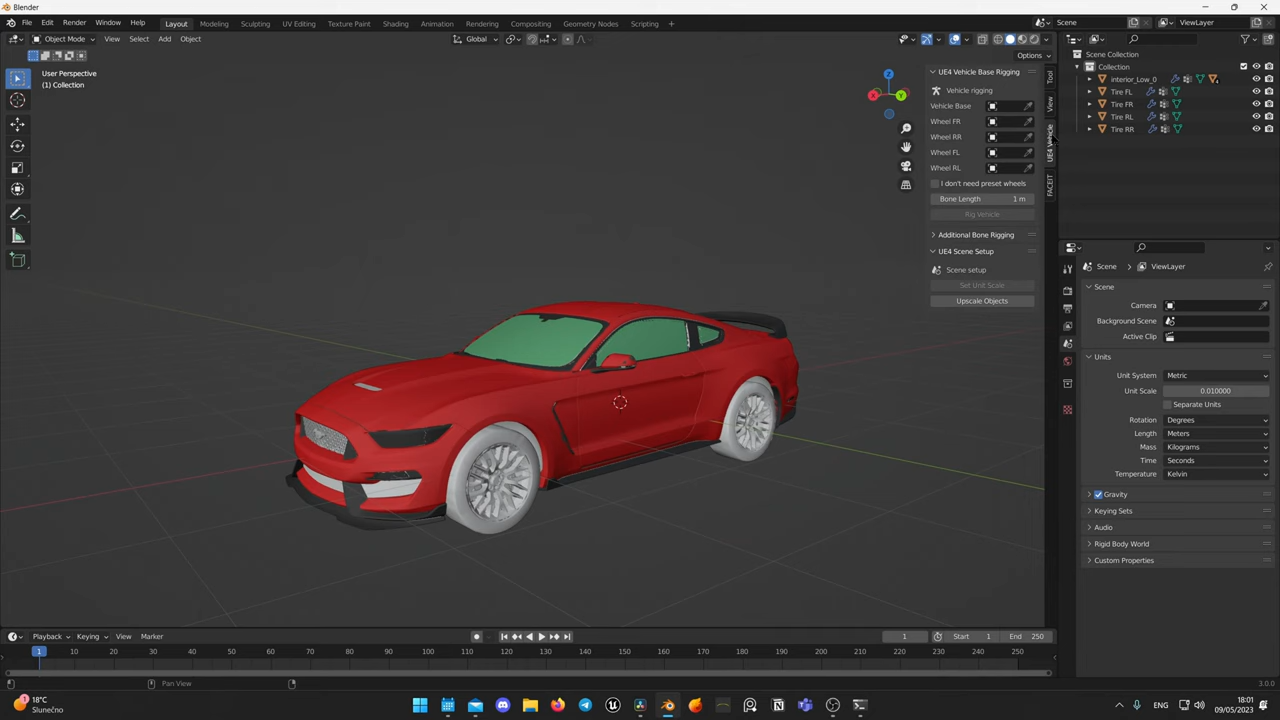 Blender
File Edit Render Window Help Layout Modeling Sculpting UV Editing Texture Paint Shading Animation Rendering Compositing Geometry Nodes Scripting + Scene ViewLayer
Object Mode View Select Add Object Global
Options
User Perspective
(1) Collection
X Y Z
UE4 Vehicle Base Rigging
Vehicle rigging
Vehicle Base
Wheel FR
Wheel RR
Wheel FL
Wheel RL
I don't need preset wheels
Bone Length 1 m
Rig Vehicle
Additional Bone Rigging
UE4 Scene Setup
Scene setup
Set Unit Scale
Upscale Objects
Tool
View
UE4 Vehicle
FACEIT
Scene Collection
Collection
interior_Low_0
Tire FL
Tire FR
Tire RL
Tire RR
Scene ViewLayer
Scene
Camera
Background Scene
Active Clip
Units
Unit System Metric
Unit Scale 0.010000
Separate Units
Rotation Degrees
Length Meters
Mass Kilograms
Time Seconds
Temperature Kelvin
Gravity
Keying Sets
Audio
Rigid Body World
Custom Properties
Playback Keying View Marker 1 Start 1 End 250
1 10 20 30 40 50 60 70 80 90 100 110 120 130 140 150 160 170 180 190 200 210 220 230 240 250
Pan View 3.0.0
18°C
Slunečno
ENG
18:01
09/05/2023